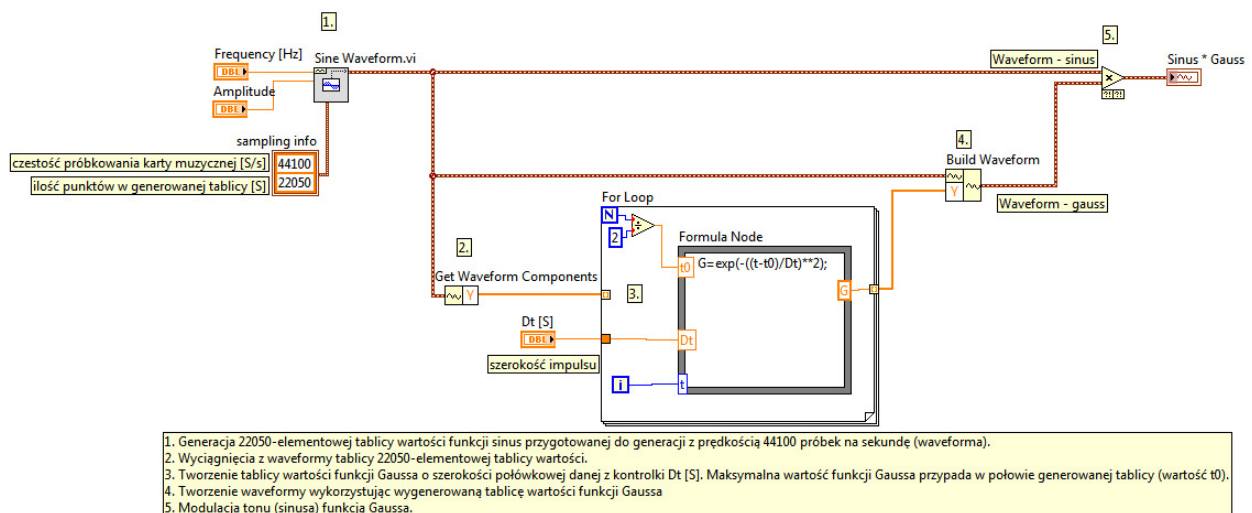 1.
Frequency [Hz]
DBL
Sine Waveform.vi
Amplitude
DBL
sampling info
czestość próbkowania karty muzycznej [S/s]
44100
ilość punktów w generowanej tablicy [S]
22050
5.
Waveform - sinus
Sinus * Gauss
?!
?!
4.
Build Waveform
Y
Waveform - gauss
For Loop
N
2
Formula Node
t0
G=exp(-((t-t0)/Dt)**2);
G
2.
Get Waveform Components
Y
3.
Dt [S]
DBL
Dt
szerokość impulsu
i
t
1. Generacja 22050-elementowej tablicy wartości funkcji sinus przygotowanej do generacji z prędkością 44100 próbek na sekundę (waveforma).
2. Wyciągnięcia z waveformy tablicy 22050-elementowej tablicy wartości.
3. Tworzenie tablicy wartości funkcji Gaussa o szerokości połówkowej danej z kontrolki Dt [S]. Maksymalna wartość funkcji Gaussa przypada w połowie generowanej tablicy (wartość t0).
4. Tworzenie waveformy wykorzystując wygenerowaną tablicę wartości funkcji Gaussa
5. Modulacja tonu (sinusa) funkcją Gaussa.